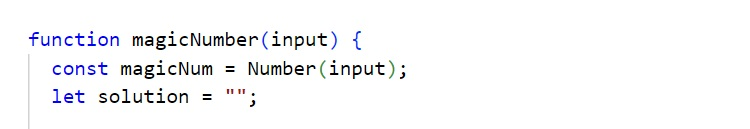 function magicNumber(input) {
  const magicNum = Number(input);
  let solution = "";